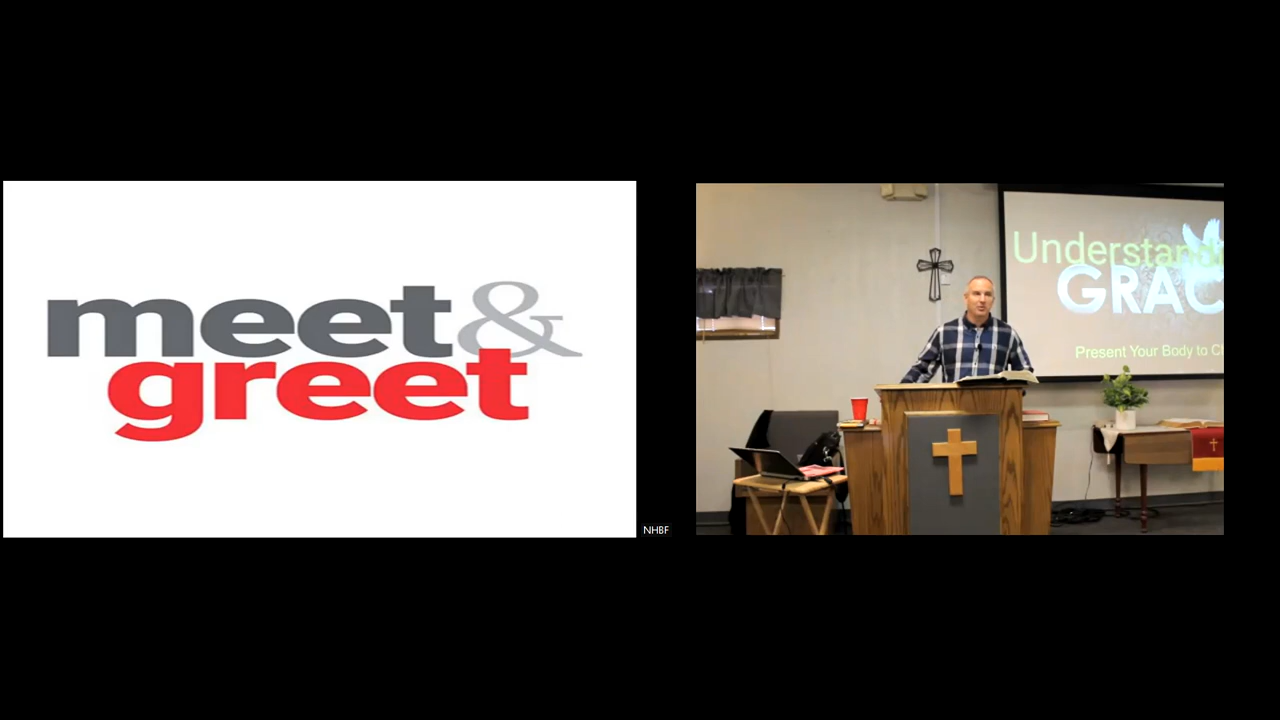 meet &
greet
NHBF
Understand
GRAC
Present Your Body to C